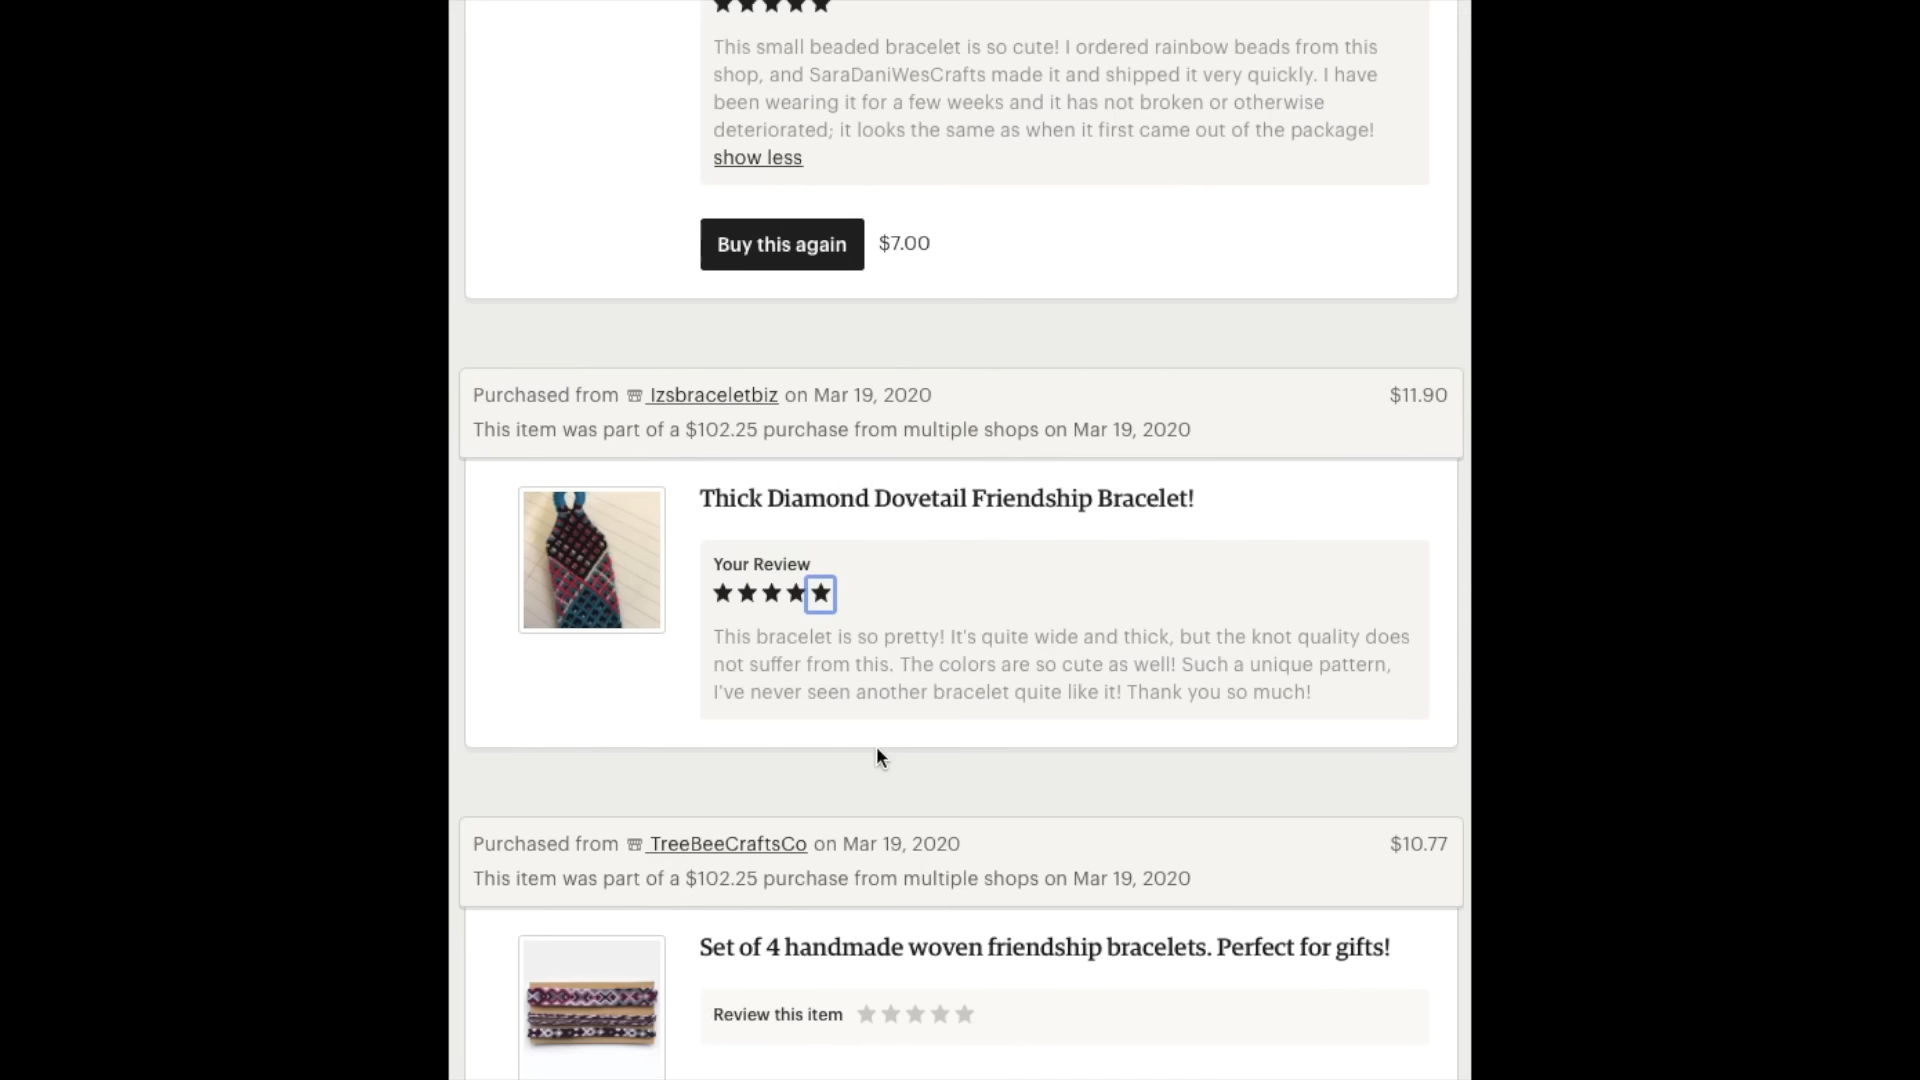 This small beaded bracelet is so cute! I ordered rainbow beads from this
shop, and SaraDaniWesCrafts made it and shipped it very quickly. I have
been wearing it for a few weeks and it has not broken or otherwise
deteriorated; it looks the same as when it first came out of the package!
show less
Buy this again $7.00
Purchased from Izsbraceletbiz on Mar 19, 2020 $11.90
This item was part of a $102.25 purchase from multiple shops on Mar 19, 2020
Thick Diamond Dovetail Friendship Bracelet!
Your Review
This bracelet is so pretty! It's quite wide and thick, but the knot quality does
not suffer from this. The colors are so cute as well! Such a unique pattern,
I've never seen another bracelet quite like it! Thank you so much!
Purchased from TreeBeeCraftsCo on Mar 19, 2020 $10.77
This item was part of a $102.25 purchase from multiple shops on Mar 19, 2020
Set of 4 handmade woven friendship bracelets. Perfect for gifts!
Review this item